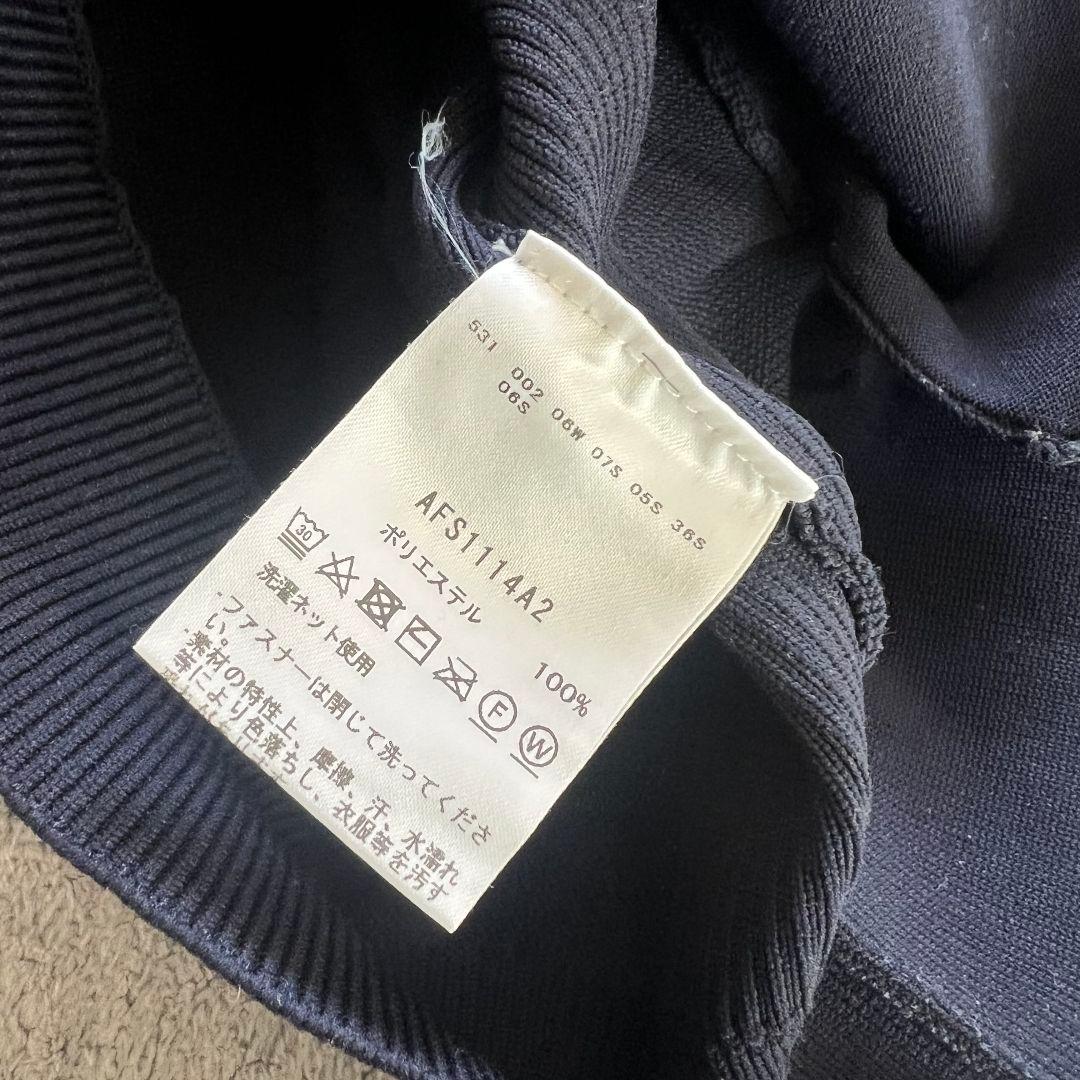 531 002 06W 07S 05S 36S
06S
AFS1114A2
ポリエステル 100%
30 F W
洗濯ネット使用
・ファスナーは閉じて洗ってくださ
い。
・素材の特性上、摩擦、汗、水濡れ
等により色落ちし、衣服等を汚す